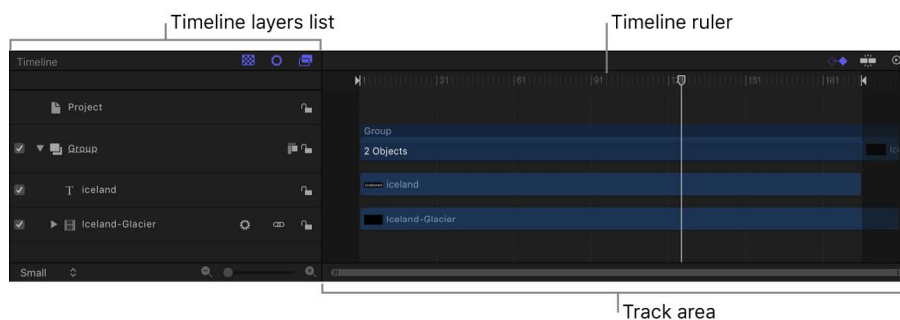 Timeline layers list
Timeline ruler
Timeline
1 31 61 91 151 181
Project
Group
Group
2 Objects
iceland
iceland
Iceland-Glacier
Iceland-Glacier
Small
Track area